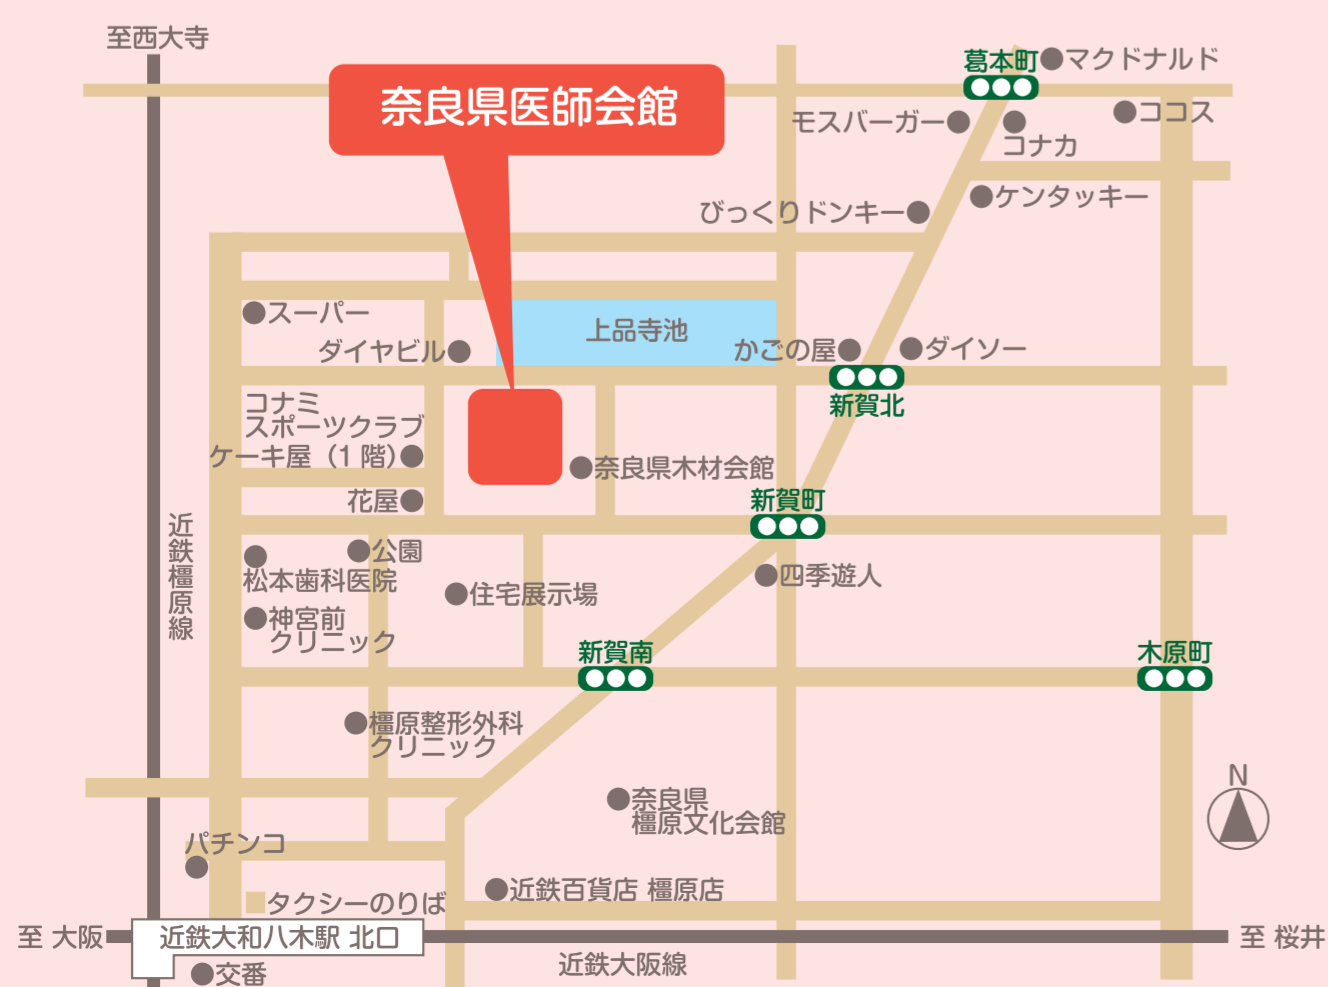 至西大寺
奈良県医師会館
葛本町
マクドナルド
ココス
モスバーガー
コナカ
ケンタッキー
びっくりドンキー
スーパー
上品寺池
ダイヤビル
かごの屋
ダイソー
新賀北
コナミ
スポーツクラブ
ケーキ屋（1階）
奈良県木材会館
花屋
新賀町
近鉄橿原線
公園
松本歯科医院
四季遊人
住宅展示場
神宮前
クリニック
新賀南
木原町
橿原整形外科
クリニック
N
奈良県
橿原文化会館
パチンコ
近鉄百貨店 橿原店
タクシーのりば
至 大阪
近鉄大和八木駅 北口
至 桜井
近鉄大阪線
交番